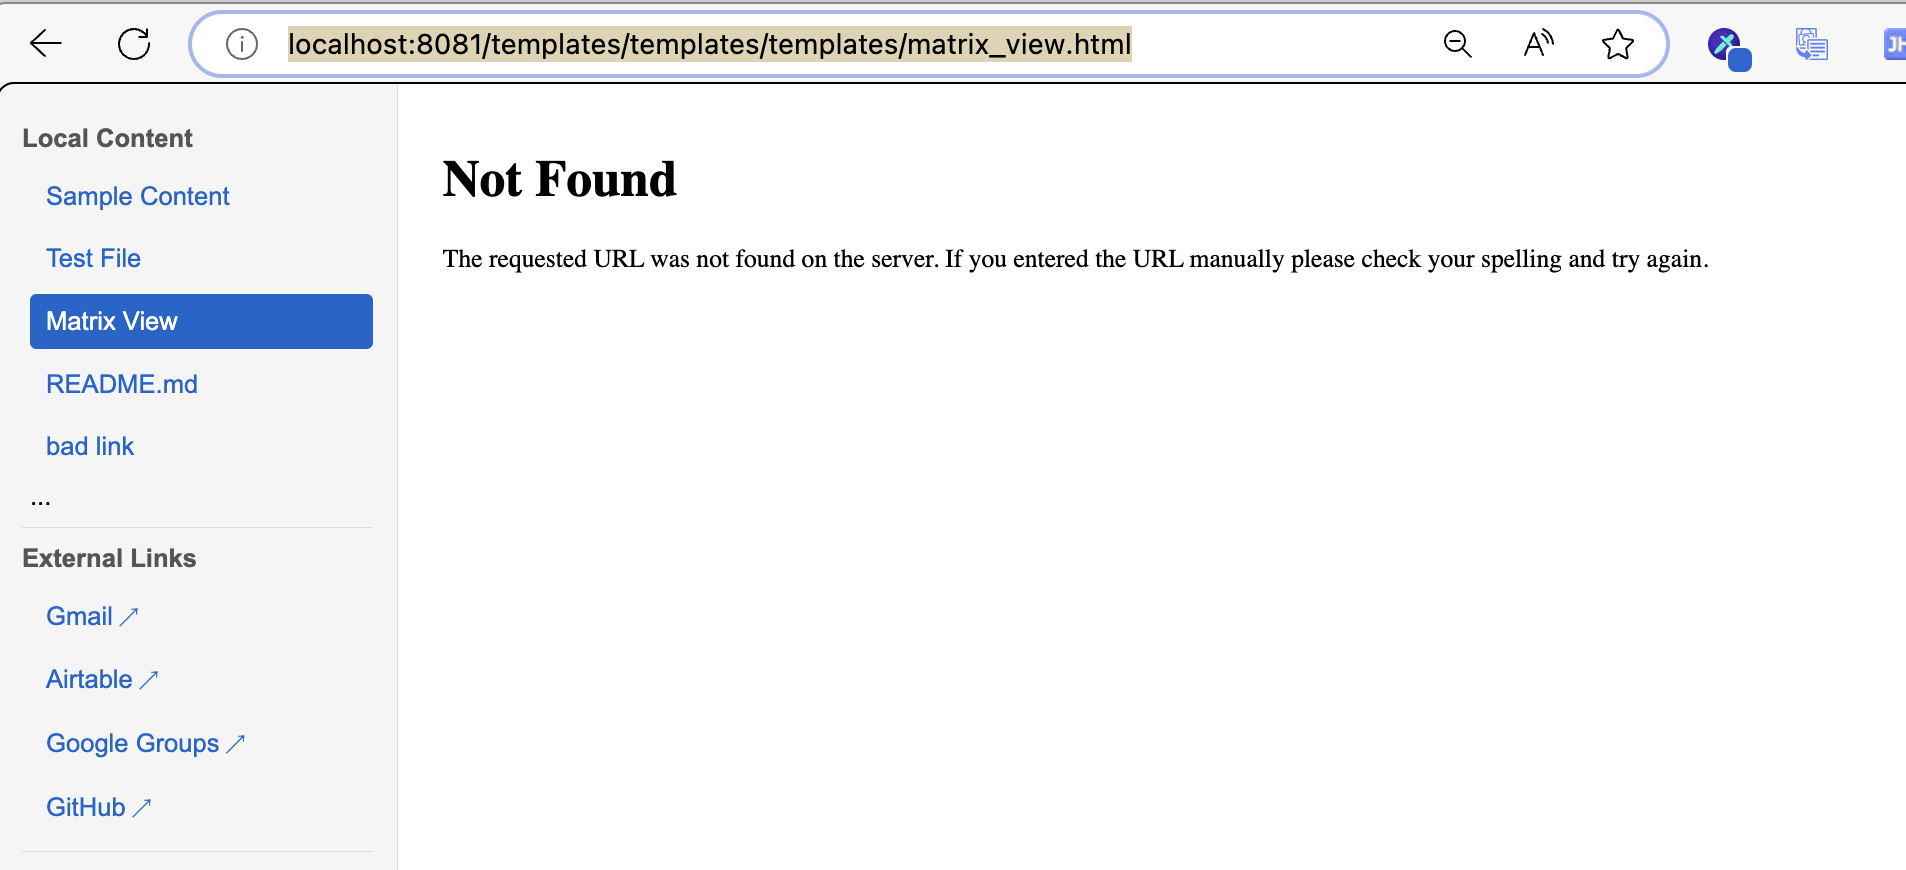 localhost:8081/templates/templates/templates/matrix_view.html
A
JH
Local Content
Sample Content
Test File
Matrix View
README.md
bad link
...
External Links
Gmail ↗
Airtable ↗
Google Groups ↗
GitHub ↗
Not Found
The requested URL was not found on the server. If you entered the URL manually please check your spelling and try again.